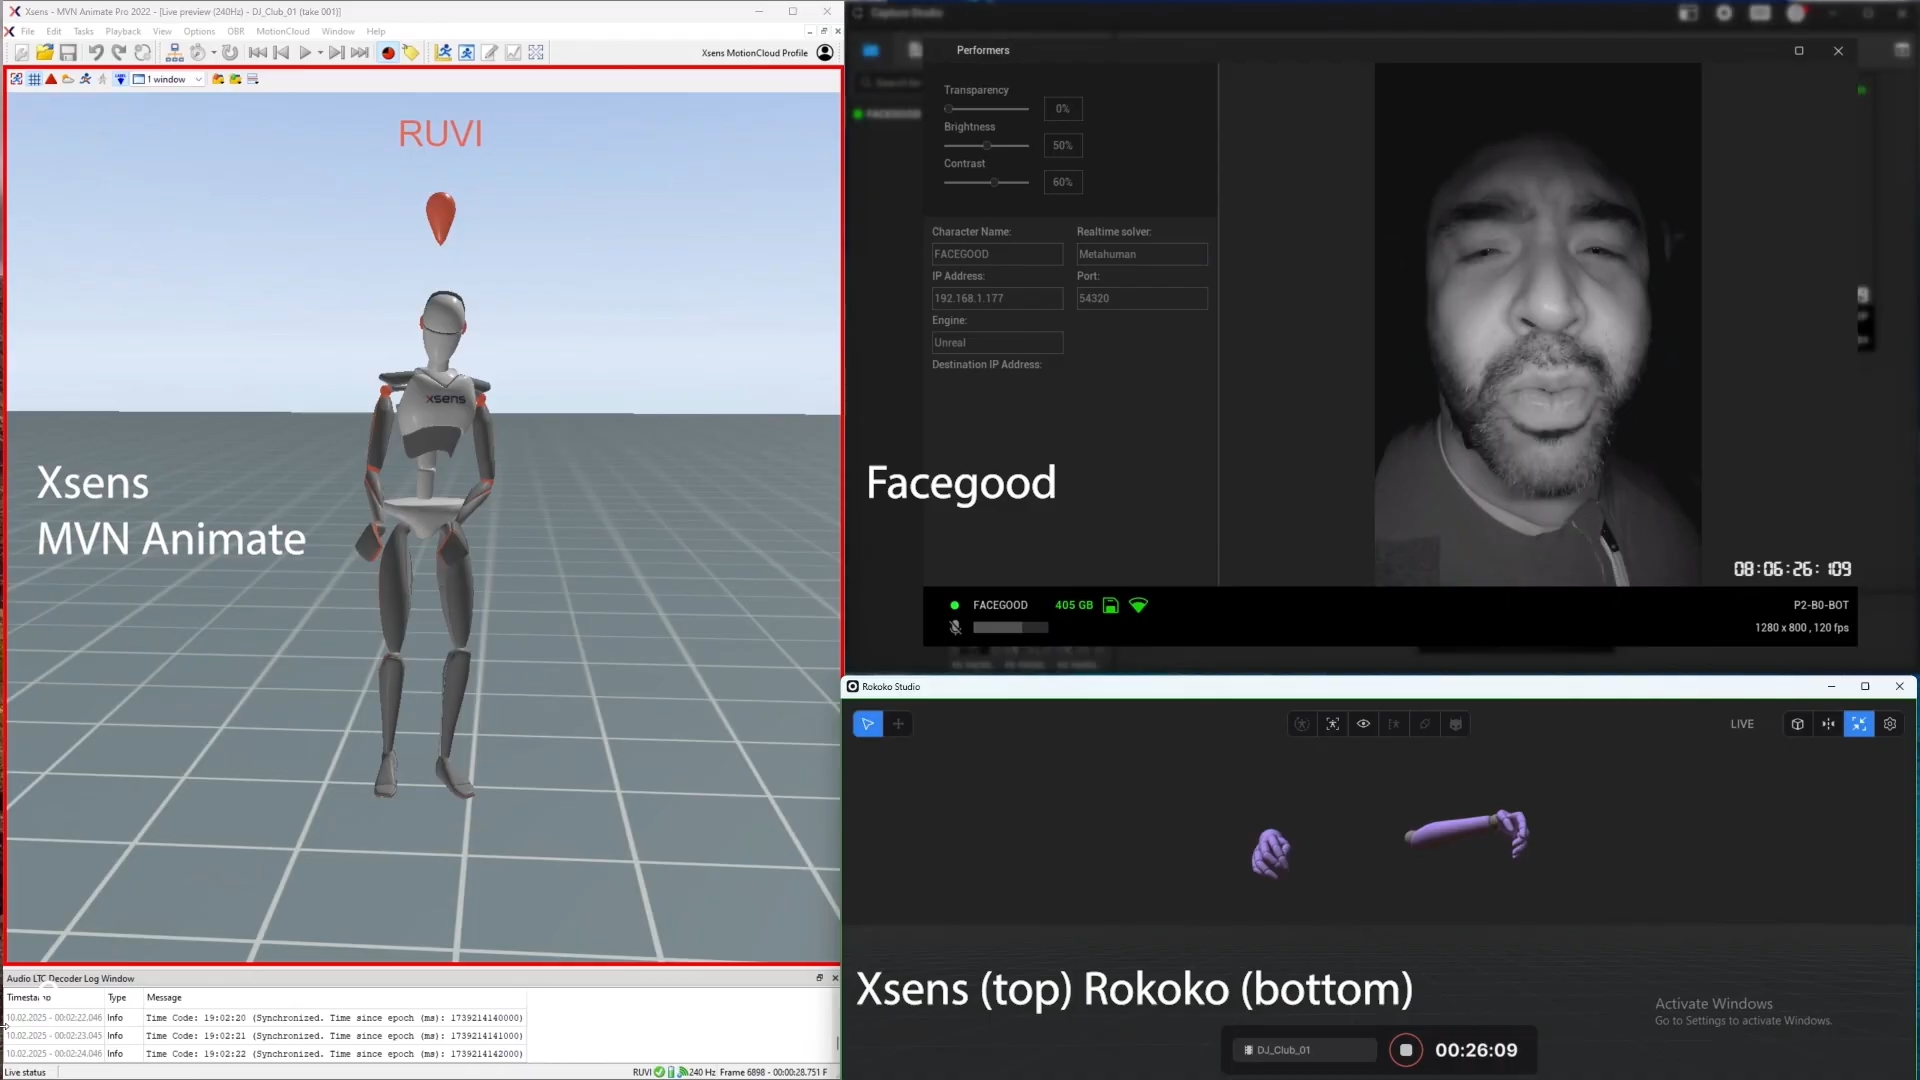 Xsens - MVN Animate Pro 2022 - [Live preview (240Hz) - DJ_Club_01 (take 001)]
File Edit Tasks Playback View Options OBR MotionCloud Window Help
Xsens MotionCloud Profile
1 window
RUVI
xsens
Xsens
MVN Animate
Audio LTC Decoder Log Window
Type Message
10.02.2025 - 00:02:22.046 Info Time Code: 19:02:20 (Synchronized. Time since epoch (ms): 1739214140000)
10.02.2025 - 00:02:23.045 Info Time Code: 19:02:21 (Synchronized. Time since epoch (ms): 1739214141000)
10.02.2025 - 00:02:24.046 Info Time Code: 19:02:22 (Synchronized. Time since epoch (ms): 1739214142000)
Live status
RUVI 240 Hz Frame 6898 - 00:00:28.751 F
Capture Studio
Performers
Transparency
0%
Brightness
50%
Contrast
60%
FACEGOOD
Character Name: Realtime solver:
FACEGOOD Metahuman
IP Address: Port:
192.168.1.177 54320
Engine:
Unreal
Destination IP Address:
Facegood
08:06:26:109
FACEGOOD 405 GB
P2-B0-BOT
1280 x 800 , 120 fps
Rokoko Studio
LIVE
Xsens (top) Rokoko (bottom)
Activate Windows
Go to Settings to activate Windows.
DJ_Club_01
00:26:09